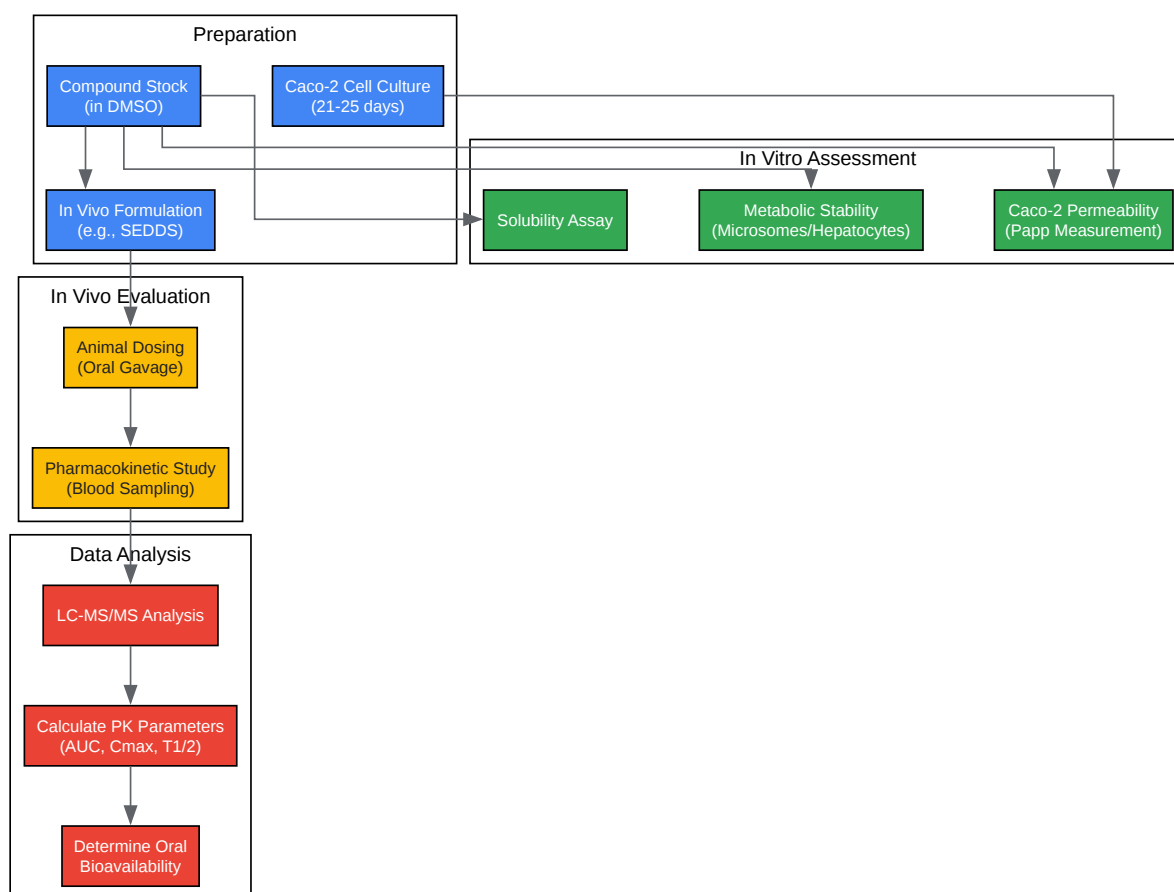 Preparation
Compound Stock
(in DMSO)
Caco-2 Cell Culture
(21-25 days)
In Vivo Formulation
(e.g., SEDDS)
In Vitro Assessment
Solubility Assay
Metabolic Stability
(Microsomes/Hepatocytes)
Caco-2 Permeability
(Papp Measurement)
In Vivo Evaluation
Animal Dosing
(Oral Gavage)
Pharmacokinetic Study
(Blood Sampling)
Data Analysis
LC-MS/MS Analysis
Calculate PK Parameters
(AUC, Cmax, T1/2)
Determine Oral
Bioavailability